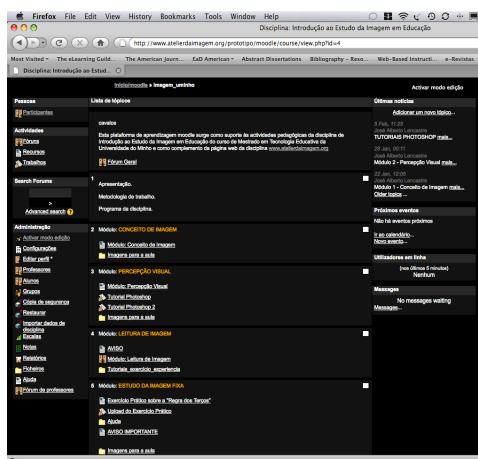 Firefox File Edit View History Bookmarks Tools Window Help
Disciplina: Introdução ao Estudo da Imagem em Educação
http://www.atelierdaimagem.org/prototipo/moodle/course/view.php?id=4
Most Visited The eLearning Guild... The American Journ... EaD American Abstract Dissertations Bibliography - Reso... Web-Based Instructi... e-Revistas
Disciplina: Introdução ao Estud...
inicio/moodle » imagem_uminho
Activar modo edição
Pessoas
Participantes
Actividades
Fóruns
Recursos
Trabalhos
Search Forums
>
Advanced search ?
Administração
Activar modo edição
Configurações
Editar perfil *
Professores
Alunos
Grupos
Cópia de segurança
Restaurar
Importar dados de disciplina
Escalas
Notas
Relatórios
Ficheiros
Ajuda
Fórum de professores
Lista de tópicos
cavalos
Esta plataforma de aprendizagem moodle surge como suporte às actividades pedagógicas da disciplina de
Introdução ao Estudo da Imagem em Educação do curso de Mestrado em Tecnologia Educativa da
Universidade do Minho e como complemento da página web da disciplina www.atelierdaimagem.org
Fórum Geral
1
Apresentação.
Metodologia de trabalho.
Programa da disciplina.
2 Módulo: CONCEITO DE IMAGEM
Módulo: Conceito de Imagem
Imagens para a aula
3 Módulo: PERCEPÇÃO VISUAL
Módulo: Percepção Visual
Tutorial Photoshop
Tutorial Photoshop 2
4 Módulo: LEITURA DE IMAGEM
AVISO
Módulo: Leitura de Imagem
Tutoriais_exercício_experiencia
5 Módulo: ESTUDO DA IMAGEM FIXA
Exercício Prático sobre a "Regra dos Terços"
Upload do Exercício Prático
Ajuda
AVISO IMPORTANTE
Imagens para a aula
Últimas notícias
Adicionar um novo tópico...
5 Feb, 11:25
José Alberto Lencastre
TUTORIAIS PHOTOSHOP mais...
28 Jan, 00:11
José Alberto Lencastre
Módulo 2 - Percepção Visual mais...
22 Jan, 12:05
José Alberto Lencastre
Módulo 1 - Conceito de Imagem mais...
Older topics ...
Próximos eventos
Não há eventos próximos
Ir ao calendário...
Novo evento...
Utilizadores em linha
(nos últimos 5 minutos)
Nenhum
Messages
No messages waiting
Messages...